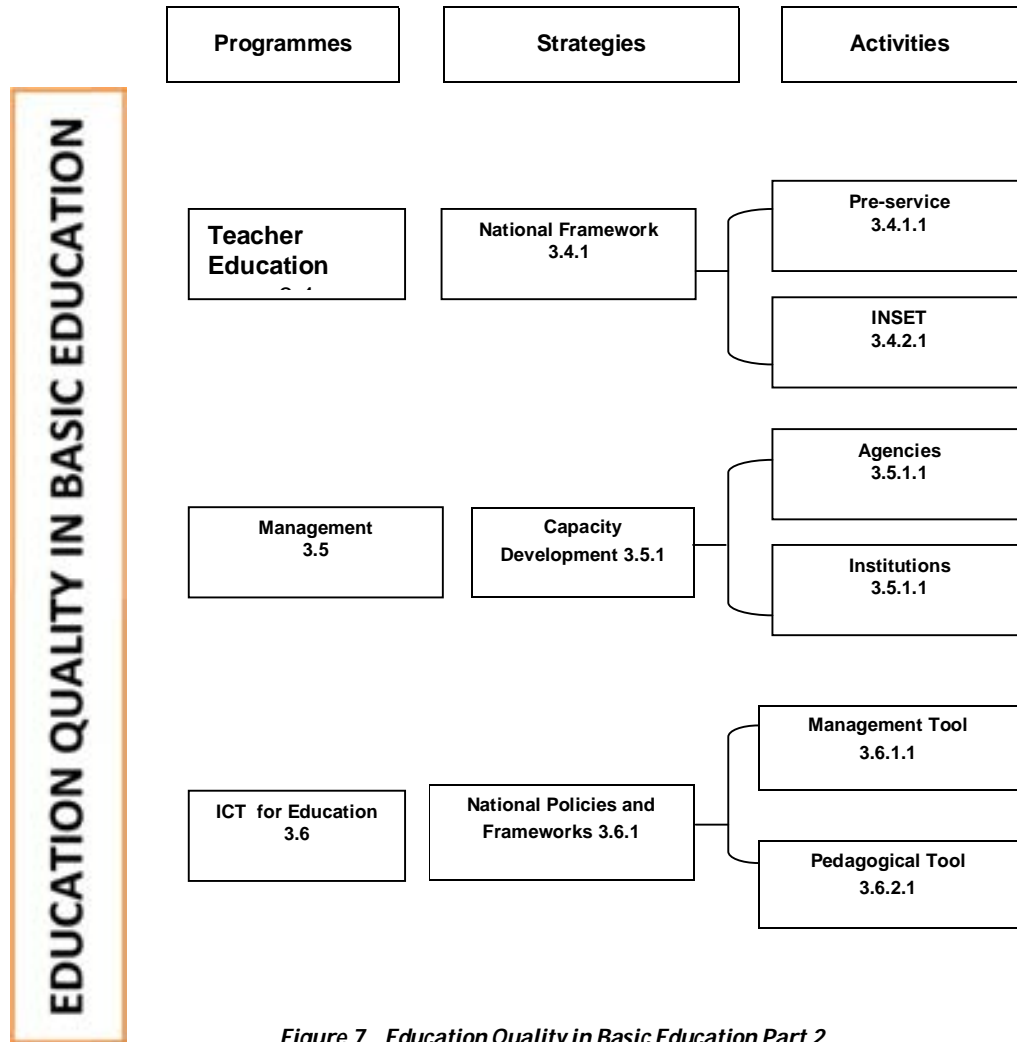 Programmes
Strategies
Activities
EDUCATION QUALITY IN BASIC EDUCATION
Teacher
Education
National Framework
3.4.1
Pre-service
3.4.1.1
INSET
3.4.2.1
Management
3.5
Capacity
Development 3.5.1
Agencies
3.5.1.1
Institutions
3.5.1.1
ICT for Education
3.6
National Policies and
Frameworks 3.6.1
Management Tool
3.6.1.1
Pedagogical Tool
3.6.2.1
Figure 7 Education Quality in Basic Education Part 2